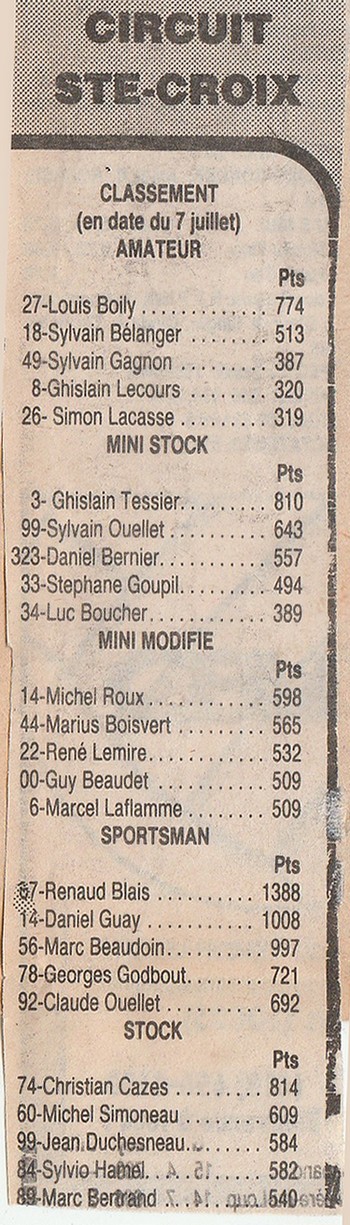 CIRCUIT
STE-CROIX
CLASSEMENT
(en date du 7 juillet)
AMATEUR
Pts
27-Louis Boily . . . . . . . . . . . . 774
18-Sylvain Bélanger . . . . . . . . 513
49-Sylvain Gagnon . . . . . . . . . 387
8-Ghislain Lecours . . . . . . . . 320
26- Simon Lacasse . . . . . . . . . 319
MINI STOCK
Pts
3- Ghislain Tessier. . . . . . . . . 810
99-Sylvain Ouellet . . . . . . . . . . 643
323-Daniel Bernier. . . . . . . . . . . 557
33-Stephane Goupil. . . . . . . . . 494
34-Luc Boucher. . . . . . . . . . . . 389
MINI MODIFIE
Pts
14-Michel Roux. . . . . . . . . . . . 598
44-Marius Boisvert . . . . . . . . . 565
22-René Lemire. . . . . . . . . . . . 532
00-Guy Beaudet . . . . . . . . . . . 509
6-Marcel Laflamme . . . . . . . . 509
SPORTSMAN
Pts
67-Renaud Blais . . . . . . . . . . 1388
14-Daniel Guay . . . . . . . . . . . 1008
56-Marc Beaudoin. . . . . . . . . . 997
78-Georges Godbout. . . . . . . . 721
92-Claude Ouellet . . . . . . . . . . 692
STOCK
Pts
74-Christian Cazes . . . . . . . . . 814
60-Michel Simoneau . . . . . . . . 609
99-Jean Duchesneau. . . . . . . . 584
84-Sylvio Hamel. . . . . . . . . . . . 582
88-Marc Bertrand . . . . . . . . . . 540